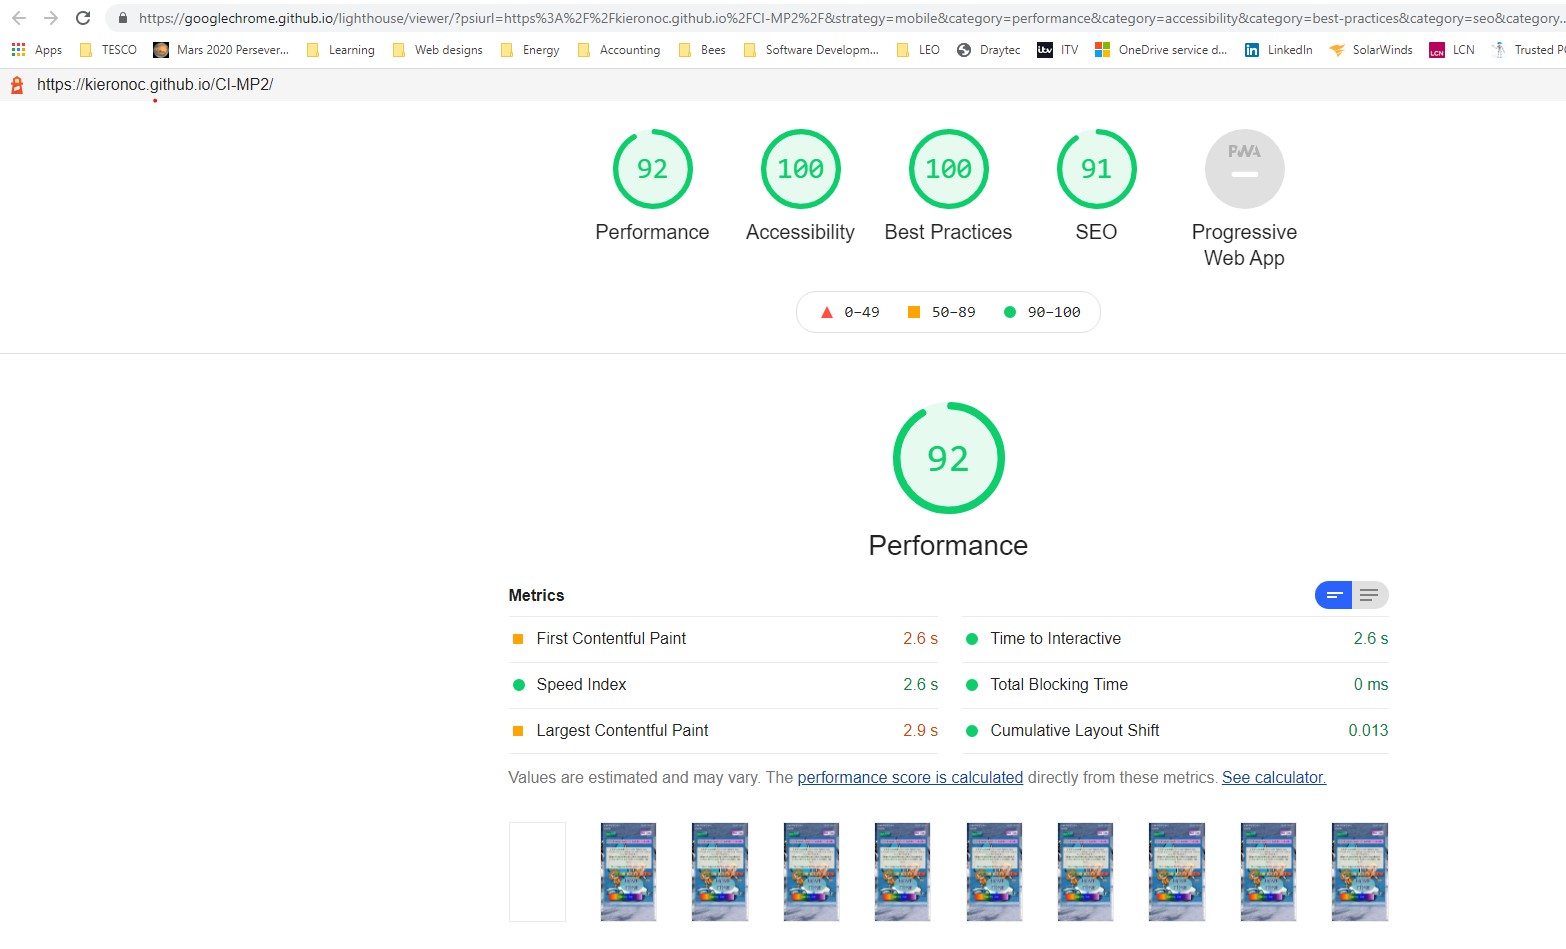 https://googlechrome.github.io/lighthouse/viewer/?psiurl=https%3A%2F%2Fkieronoc.github.io%2FCI-MP2%2F&strategy=mobile&category=performance&category=accessibility&category=best-practices&category=seo&category...
Apps TESCO Mars 2020 Persever... Learning Web designs Energy Accounting Bees Software Developm... LEO Draytec itv ITV OneDrive service d... in LinkedIn SolarWinds LCN LCN Trusted PC
https://kieronoc.github.io/CI-MP2/
92 100 100 91 PWA
Performance Accessibility Best Practices SEO Progressive
Web App
0–49 50–89 90–100
92
Performance
Metrics
First Contentful Paint 2.6 s Time to Interactive 2.6 s
Speed Index 2.6 s Total Blocking Time 0 ms
Largest Contentful Paint 2.9 s Cumulative Layout Shift 0.013
Values are estimated and may vary. The performance score is calculated directly from these metrics. See calculator.